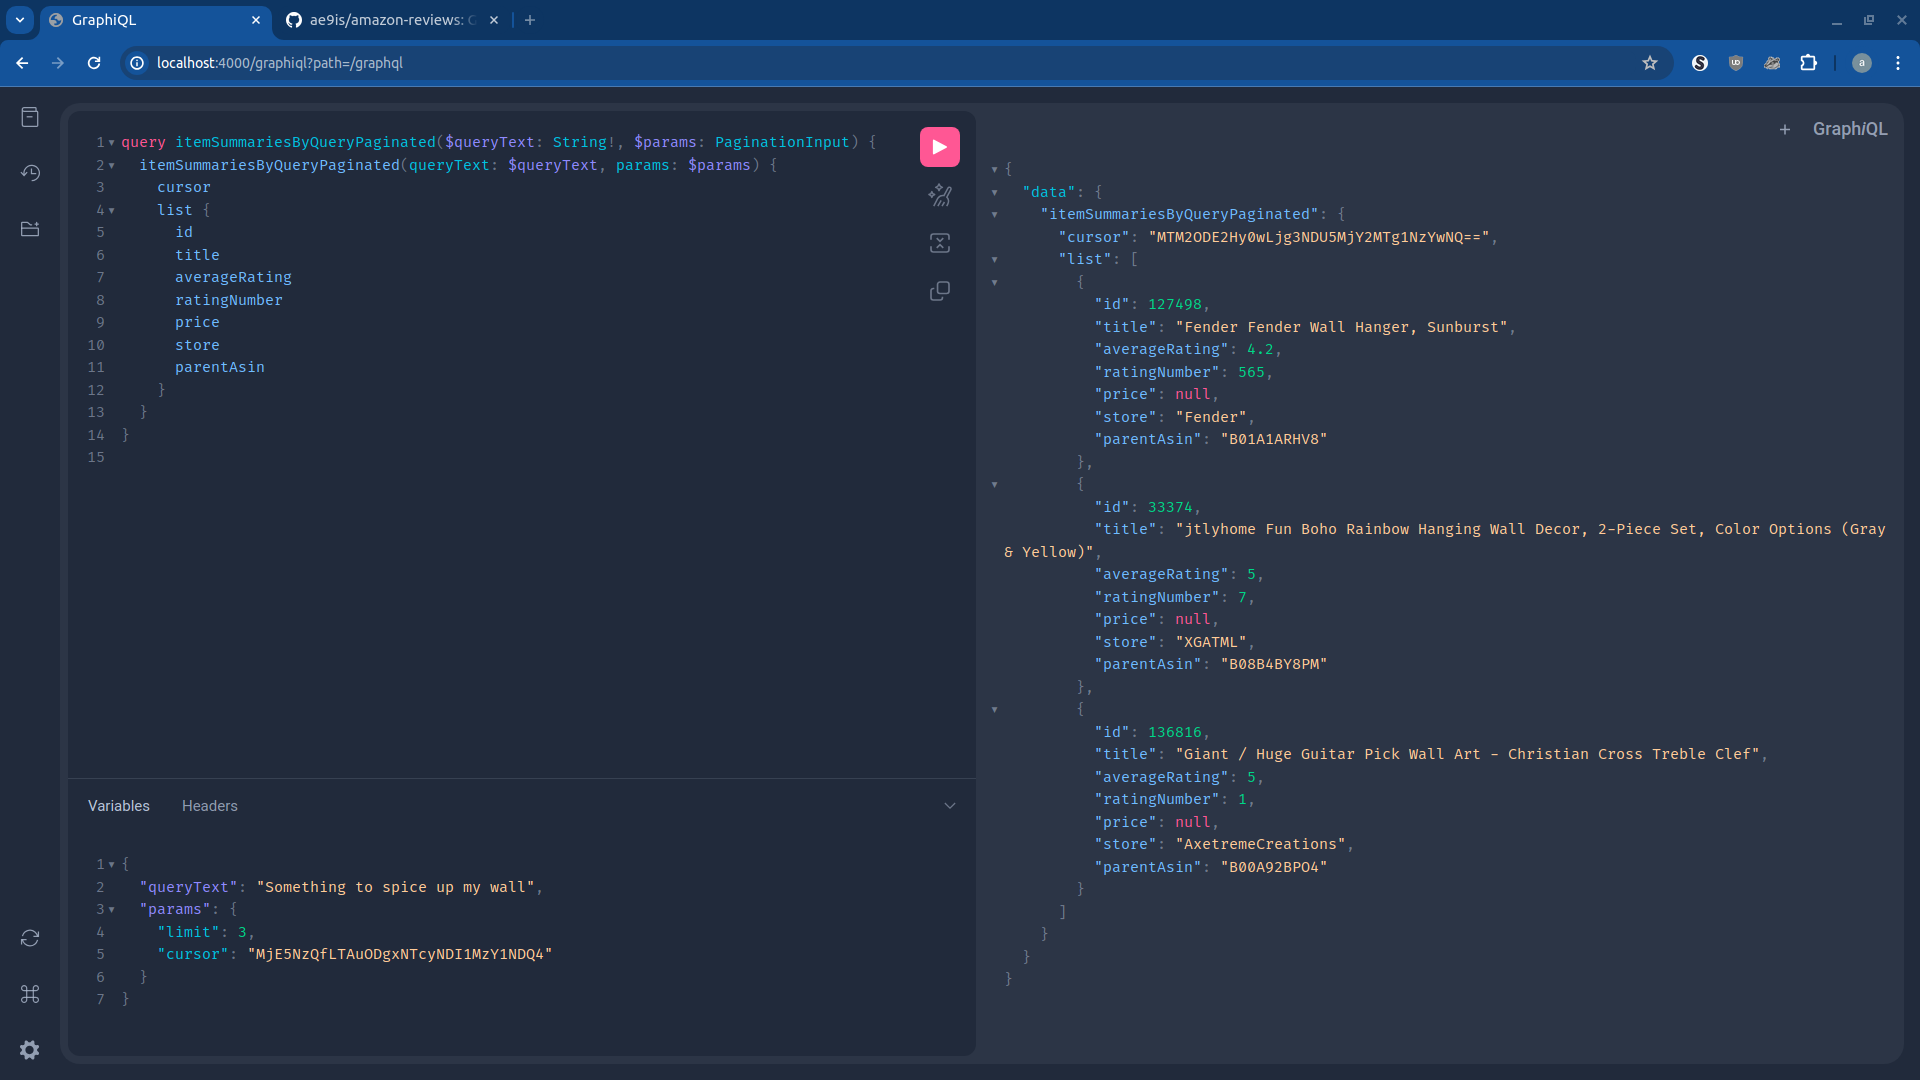 GraphiQL
ae9is/amazon-reviews:
localhost:4000/graphiql?path=/graphql
a
1 query itemSummariesByQueryPaginated($queryText: String!, $params: PaginationInput) {
2 itemSummariesByQueryPaginated(queryText: $queryText, params: $params) {
3 cursor
4 list {
5 id
6 title
7 averageRating
8 ratingNumber
9 price
10 store
11 parentAsin
12 }
13 }
14 }
15
Variables Headers
1 {
2 "queryText": "Something to spice up my wall",
3 "params": {
4 "limit": 3,
5 "cursor": "MjE5NzQfLTAuODgxNTcyNDI1MzY1NDQ4"
6 }
7 }
+ GraphiQL
{
"data": {
"itemSummariesByQueryPaginated": {
"cursor": "MTM2ODE2Hy0wLjg3NDU5MjY2MTg1NzYwNQ==",
"list": [
{
"id": 127498,
"title": "Fender Fender Wall Hanger, Sunburst",
"averageRating": 4.2,
"ratingNumber": 565,
"price": null,
"store": "Fender",
"parentAsin": "B01A1ARHV8"
},
{
"id": 33374,
"title": "jtlyhome Fun Boho Rainbow Hanging Wall Decor, 2-Piece Set, Color Options (Gray
& Yellow)",
"averageRating": 5,
"ratingNumber": 7,
"price": null,
"store": "XGATML",
"parentAsin": "B08B4BY8PM"
},
{
"id": 136816,
"title": "Giant / Huge Guitar Pick Wall Art - Christian Cross Treble Clef",
"averageRating": 5,
"ratingNumber": 1,
"price": null,
"store": "AxetremeCreations",
"parentAsin": "B00A92BPO4"
}
]
}
}
}